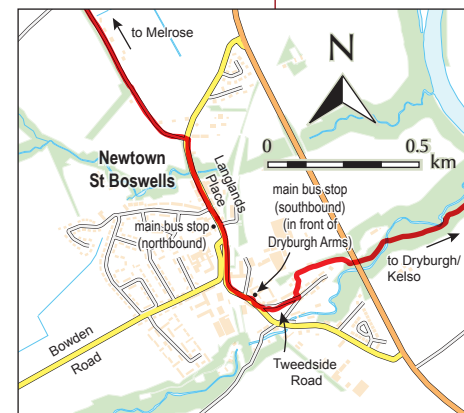 to Melrose
N
0
0.5
km
Newtown
St Boswells
Langlands
Place
main bus stop
(southbound)
(in front of
Dryburgh Arms)
main bus stop
(northbound)
to Dryburgh/
Kelso
Bowden
Road
Tweedside
Road